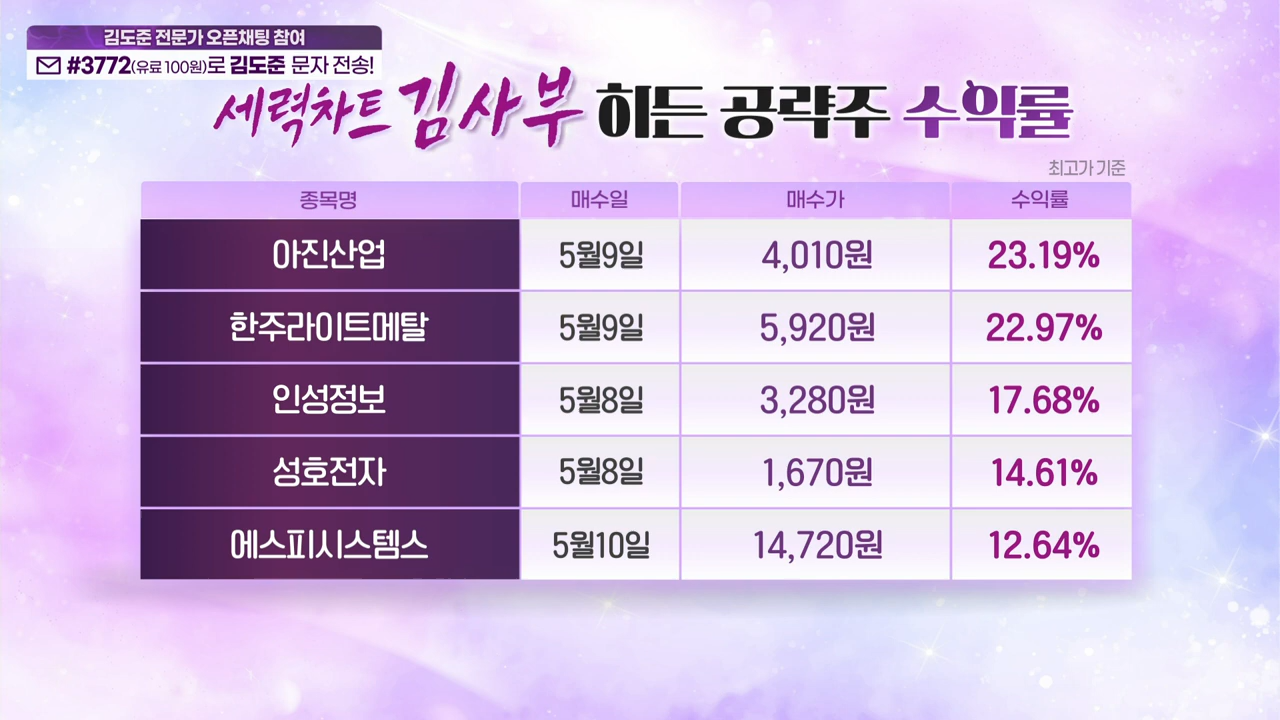 김도준 전문가 오픈채팅 참여
#3772(유료 100원)로 김도준 문자 전송!
세력차트 김사부 히든 공략주 수익률
최고가 기준
종목명 매수일 매수가 수익률
아진산업 5월9일 4,010원 23.19%
한주라이트메탈 5월9일 5,920원 22.97%
인성정보 5월8일 3,280원 17.68%
성호전자 5월8일 1,670원 14.61%
에스피시스템스 5월10일 14,720원 12.64%